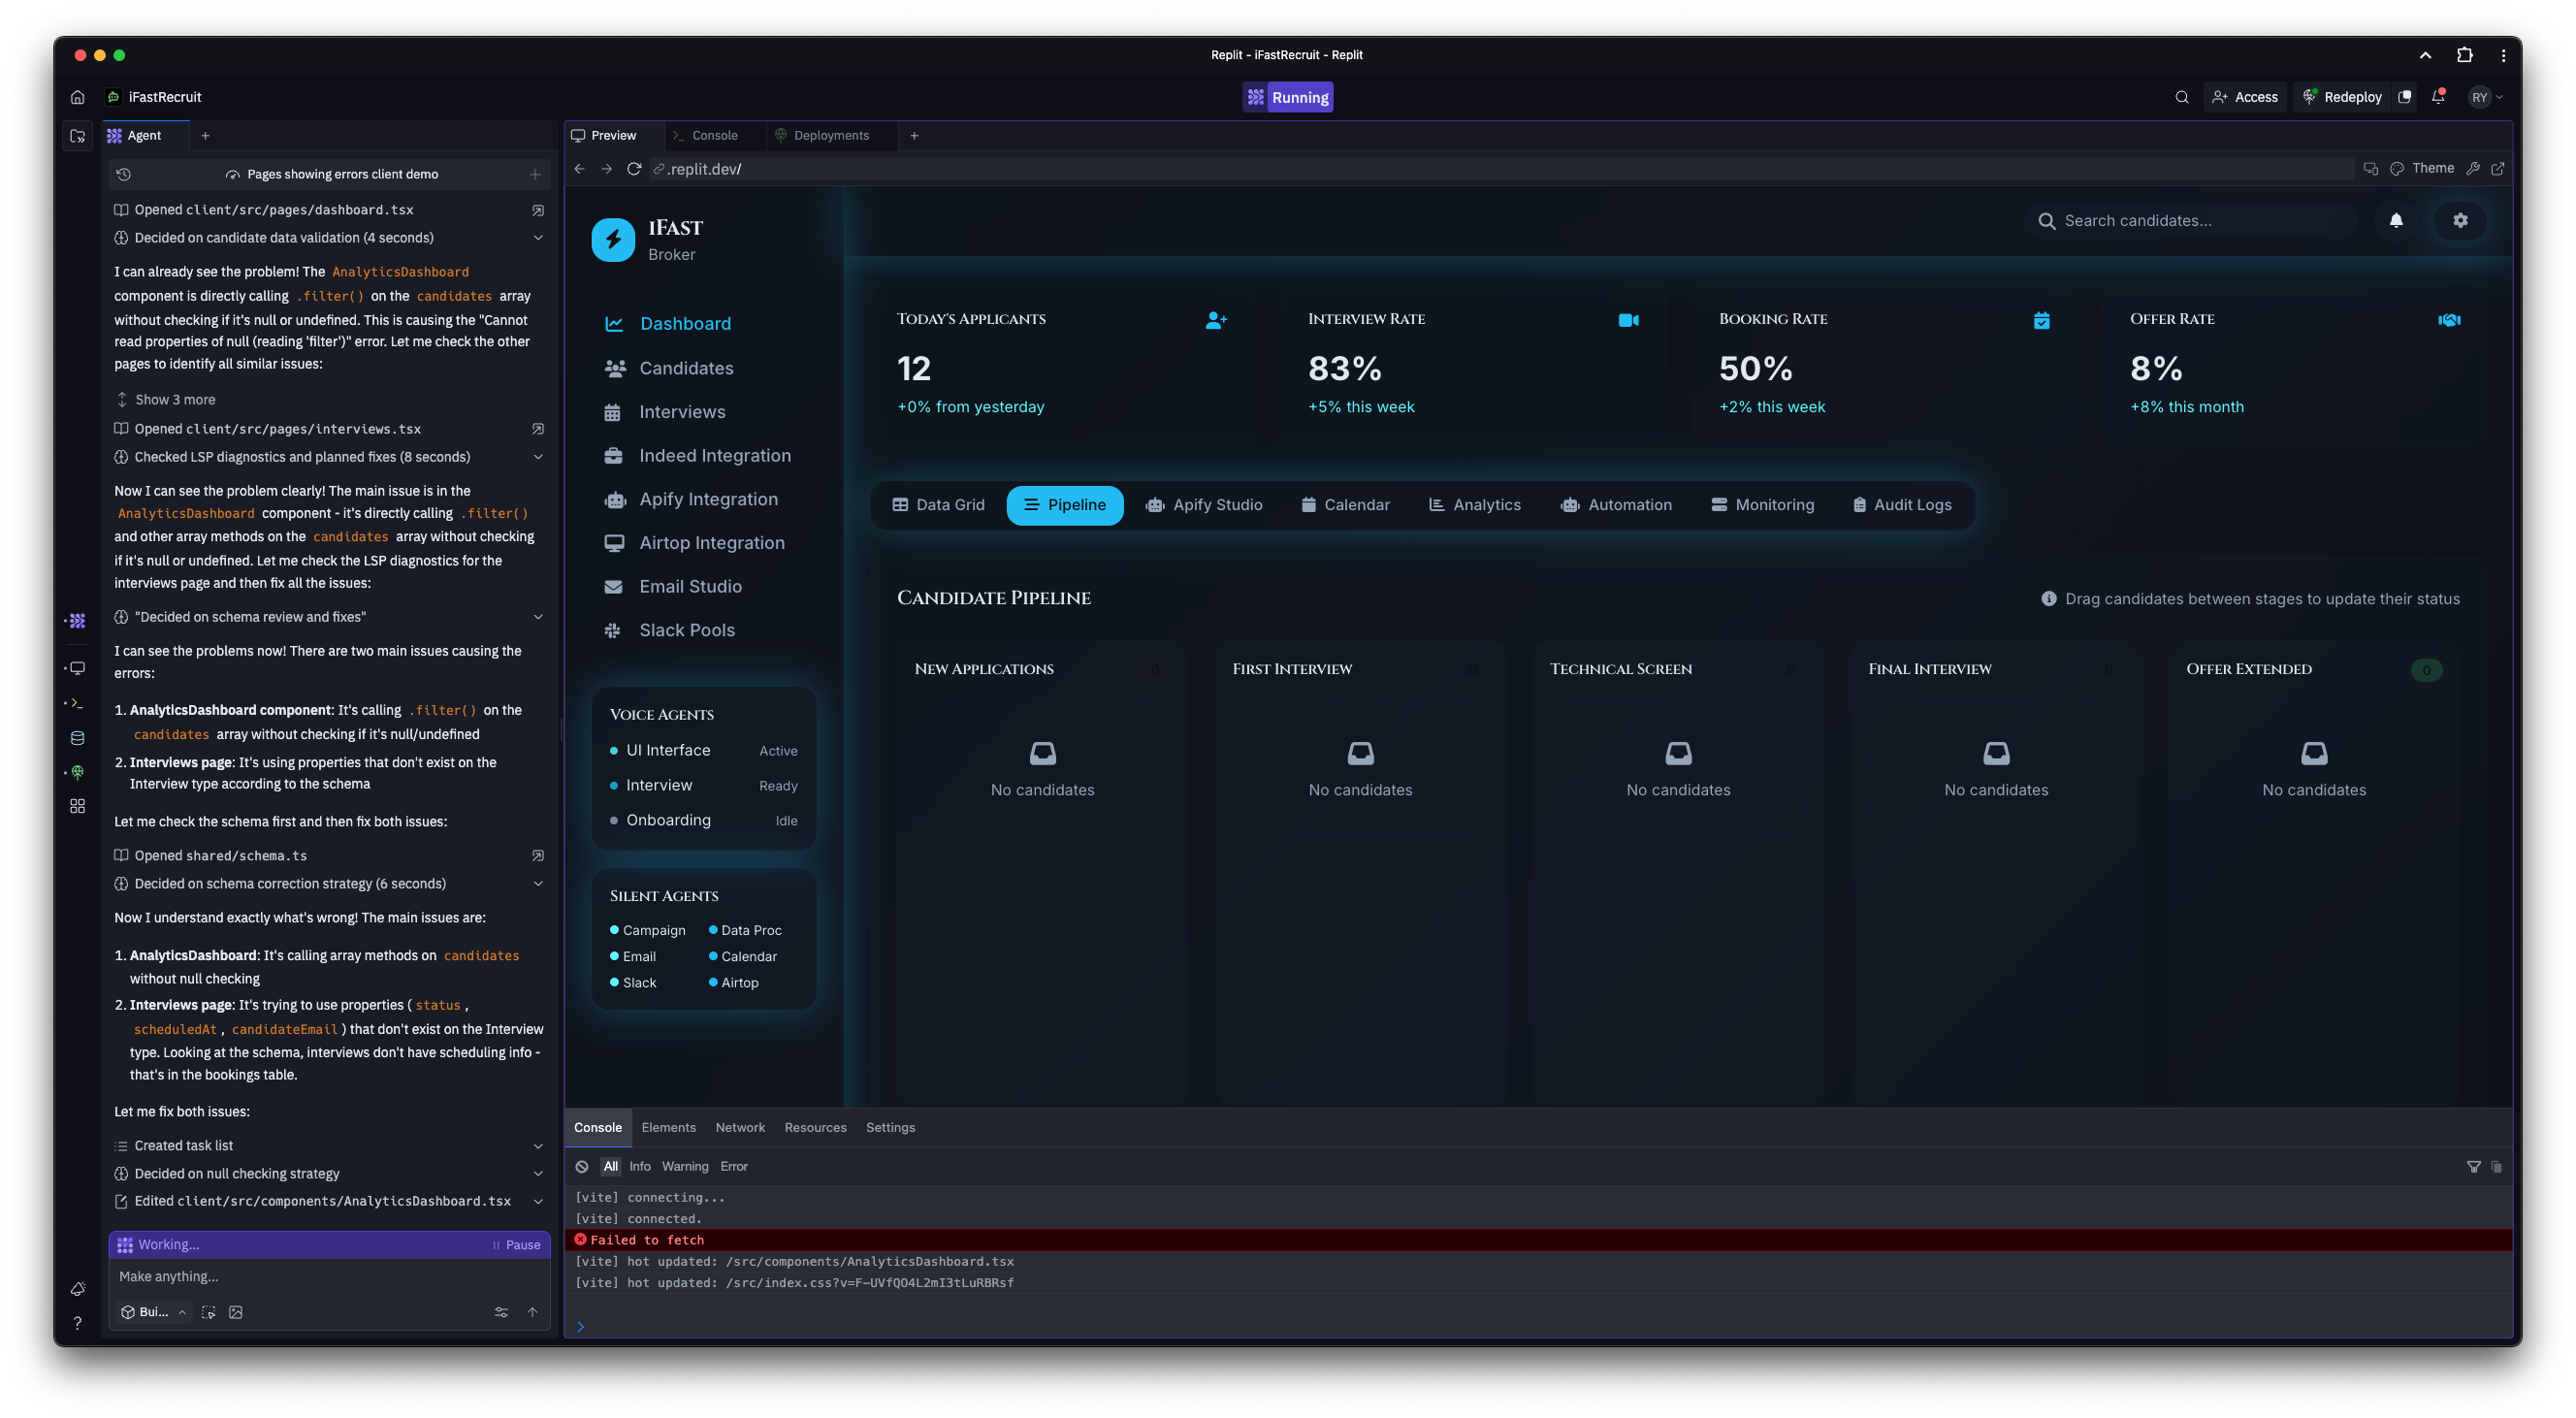 Replit - iFastRecruit - Replit
iFastRecruit
Running
Access
Redeploy
RY
Agent
Pages showing errors client demo
Opened client/src/pages/dashboard.tsx
Decided on candidate data validation (4 seconds)
I can already see the problem! The AnalyticsDashboard
component is directly calling .filter() on the candidates array
without checking if it's null or undefined. This is causing the "Cannot
read properties of null (reading 'filter')" error. Let me check the other
pages to identify all similar issues:
Show 3 more
Opened client/src/pages/interviews.tsx
Checked LSP diagnostics and planned fixes (8 seconds)
Now I can see the problem clearly! The main issue is in the
AnalyticsDashboard component - it's directly calling .filter()
and other array methods on the candidates array without checking
if it's null or undefined. Let me check the LSP diagnostics for the
interviews page and then fix all the issues:
"Decided on schema review and fixes"
I can see the problems now! There are two main issues causing the
errors:
1. AnalyticsDashboard component: It's calling .filter() on the
candidates array without checking if it's null/undefined
2. Interviews page: It's using properties that don't exist on the
Interview type according to the schema
Let me check the schema first and then fix both issues:
Opened shared/schema.ts
Decided on schema correction strategy (6 seconds)
Now I understand exactly what's wrong! The main issues are:
1. AnalyticsDashboard: It's calling array methods on candidates
without null checking
2. Interviews page: It's trying to use properties ( status ,
scheduledAt , candidateEmail ) that don't exist on the Interview
type. Looking at the schema, interviews don't have scheduling info -
that's in the bookings table.
Let me fix both issues:
Created task list
Decided on null checking strategy
Edited client/src/components/AnalyticsDashboard.tsx
Working...
Pause
Make anything...
Bui...
Preview
Console
Deployments
.replit.dev/
Theme
iFast
Broker
Dashboard
Candidates
Interviews
Indeed Integration
Apify Integration
Airtop Integration
Email Studio
Slack Pools
Voice Agents
UI Interface Active
Interview Ready
Onboarding Idle
Silent Agents
Campaign Data Proc
Email Calendar
Slack Airtop
Search candidates...
Today's Applicants
12
+0% from yesterday
Interview Rate
83%
+5% this week
Booking Rate
50%
+2% this week
Offer Rate
8%
+8% this month
Data Grid
Pipeline
Apify Studio
Calendar
Analytics
Automation
Monitoring
Audit Logs
Candidate Pipeline
Drag candidates between stages to update their status
New Applications 0
No candidates
First Interview 0
No candidates
Technical Screen 0
No candidates
Final Interview 0
No candidates
Offer Extended 0
No candidates
Console Elements Network Resources Settings
All Info Warning Error
[vite] connecting...
[vite] connected.
Failed to fetch
[vite] hot updated: /src/components/AnalyticsDashboard.tsx
[vite] hot updated: /src/index.css?v=F-UVfQO4L2mI3tLuRBRsf